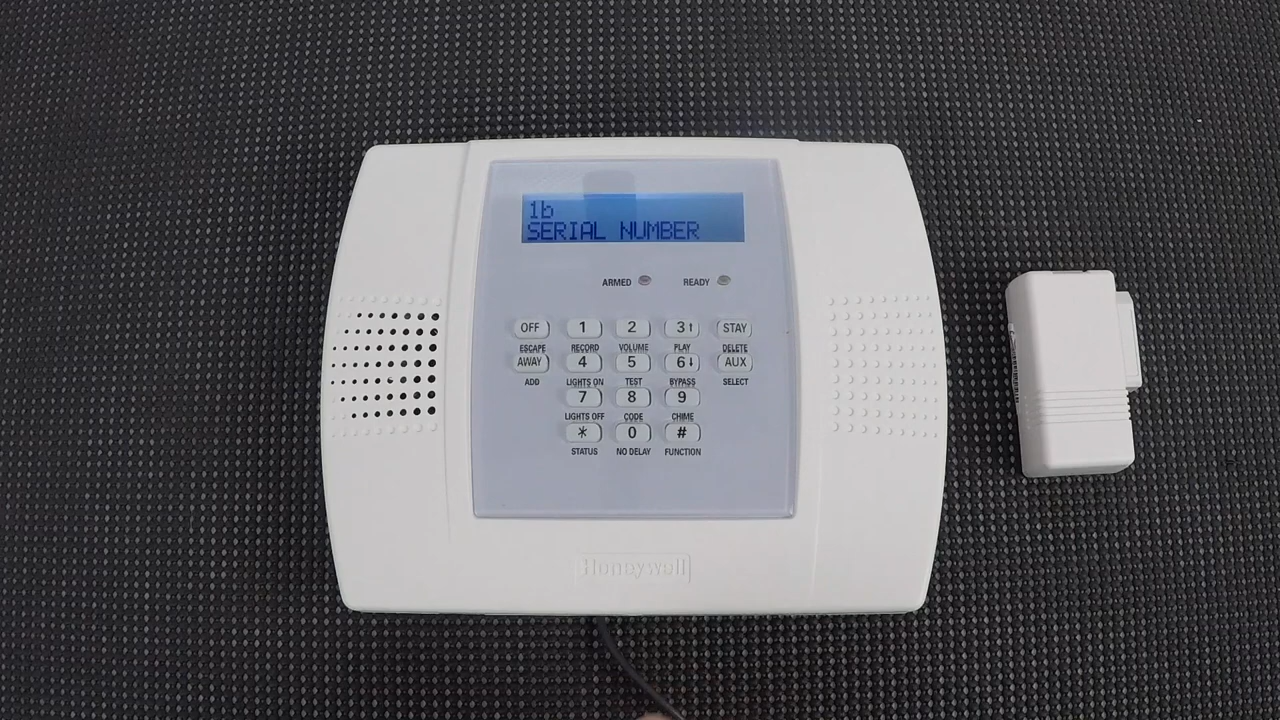 1b
SERIAL NUMBER
ARMED READY
OFF 1 2 3↑ STAY
ESCAPE RECORD VOLUME PLAY DELETE
AWAY 4 5 6↓ AUX
ADD LIGHTS ON TEST BYPASS SELECT
7 8 9
LIGHTS OFF CODE CHIME
* 0 #
STATUS NO DELAY FUNCTION
Honeywell